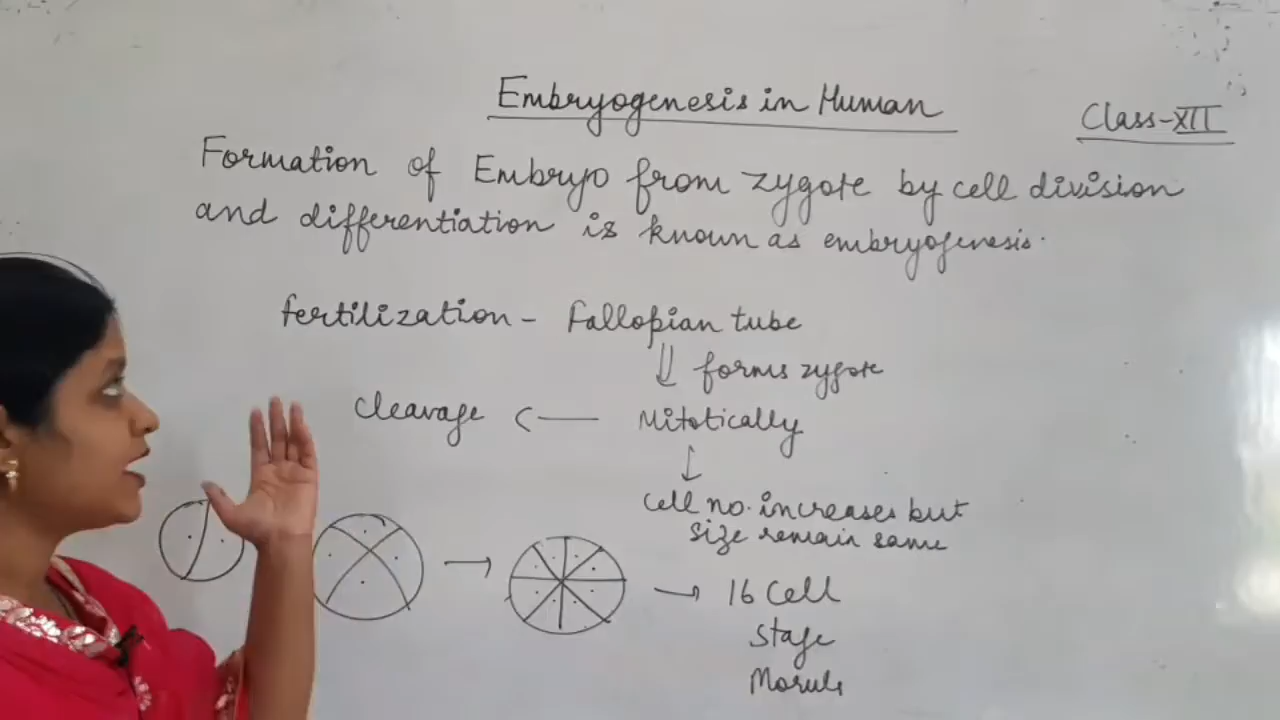 Embryogenesis in Human
Class-XII
Formation of Embryo from zygote by cell division
and differentiation is known as embryogenesis.
fertilization - Fallopian tube
forms zygote
Cleavage
Mitotically
Cell no. increases but
size remain same
16 Cell
Stage
Morula